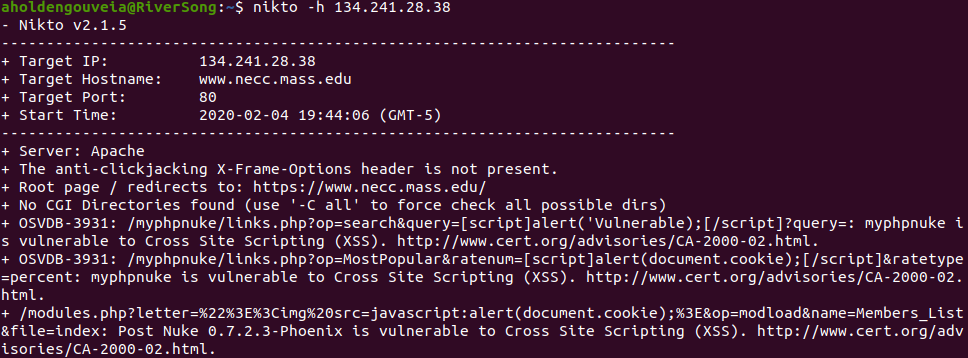 aholdengouveia@RiverSong:~$ nikto -h 134.241.28.38
- Nikto v2.1.5
---------------------------------------------------------------------------
+ Target IP:          134.241.28.38
+ Target Hostname:    www.necc.mass.edu
+ Target Port:        80
+ Start Time:         2020-02-04 19:44:06 (GMT-5)
---------------------------------------------------------------------------
+ Server: Apache
+ The anti-clickjacking X-Frame-Options header is not present.
+ Root page / redirects to: https://www.necc.mass.edu/
+ No CGI Directories found (use '-C all' to force check all possible dirs)
+ OSVDB-3931: /myphpnuke/links.php?op=search&query=[script]alert('Vulnerable);[/script]?query=: myphpnuke i
s vulnerable to Cross Site Scripting (XSS). http://www.cert.org/advisories/CA-2000-02.html.
+ OSVDB-3931: /myphpnuke/links.php?op=MostPopular&ratenum=[script]alert(document.cookie);[/script]&ratetype
=percent: myphpnuke is vulnerable to Cross Site Scripting (XSS). http://www.cert.org/advisories/CA-2000-02.
html.
+ /modules.php?letter=%22%3E%3Cimg%20src=javascript:alert(document.cookie);%3E&op=modload&name=Members_List
&file=index: Post Nuke 0.7.2.3-Phoenix is vulnerable to Cross Site Scripting (XSS). http://www.cert.org/adv
isories/CA-2000-02.html.